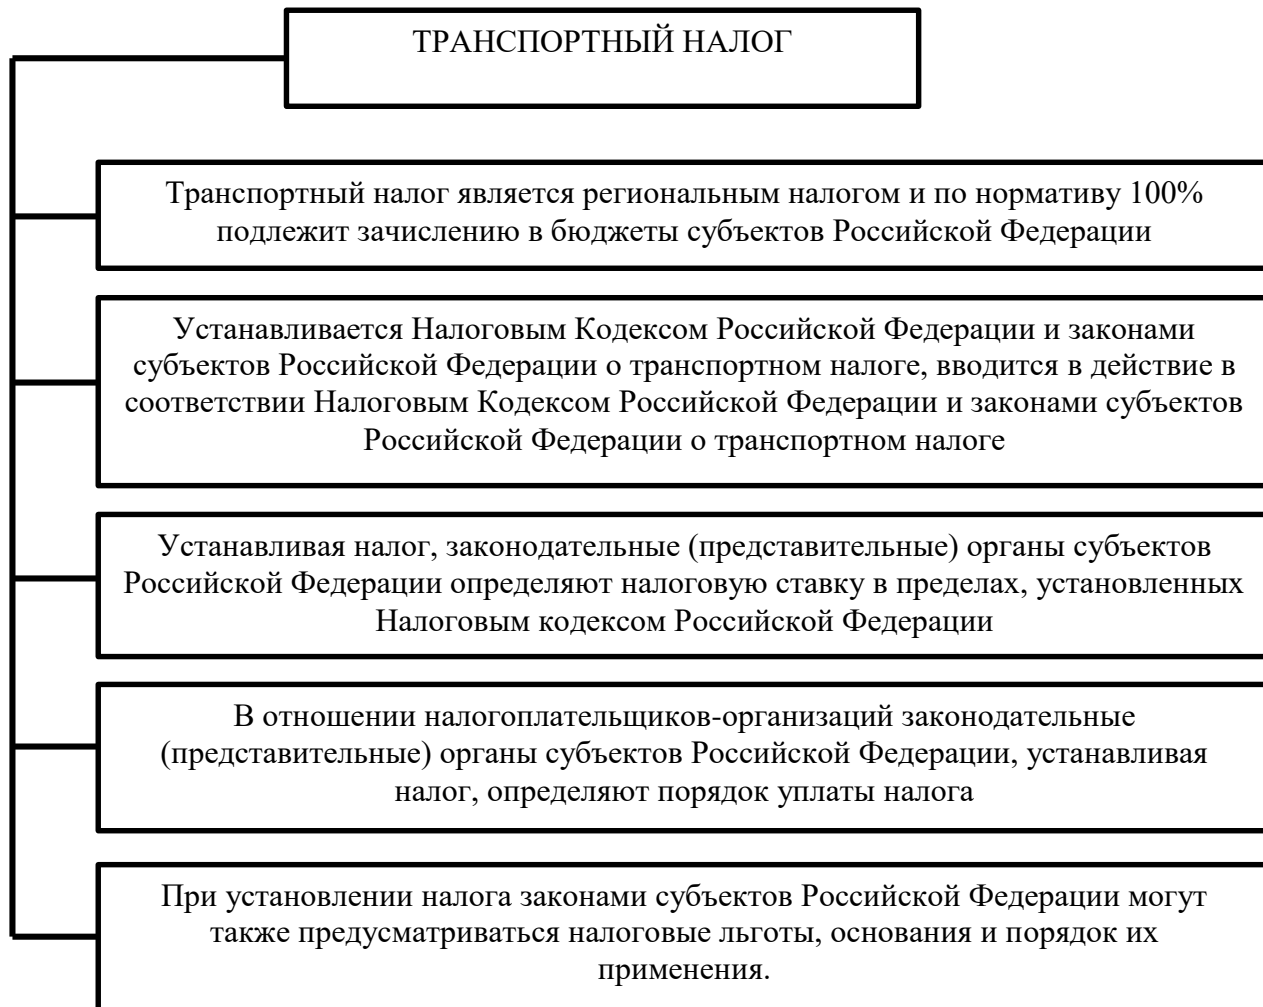 ТРАНСПОРТНЫЙ НАЛОГ
Транспортный налог является региональным налогом и по нормативу 100%
подлежит зачислению в бюджеты субъектов Российской Федерации
Устанавливается Налоговым Кодексом Российской Федерации и законами
субъектов Российской Федерации о транспортном налоге, вводится в действие в
соответствии Налоговым Кодексом Российской Федерации и законами субъектов
Российской Федерации о транспортном налоге
Устанавливая налог, законодательные (представительные) органы субъектов
Российской Федерации определяют налоговую ставку в пределах, установленных
Налоговым кодексом Российской Федерации
В отношении налогоплательщиков-организаций законодательные
(представительные) органы субъектов Российской Федерации, устанавливая
налог, определяют порядок уплаты налога
При установлении налога законами субъектов Российской Федерации могут
также предусматриваться налоговые льготы, основания и порядок их
применения.